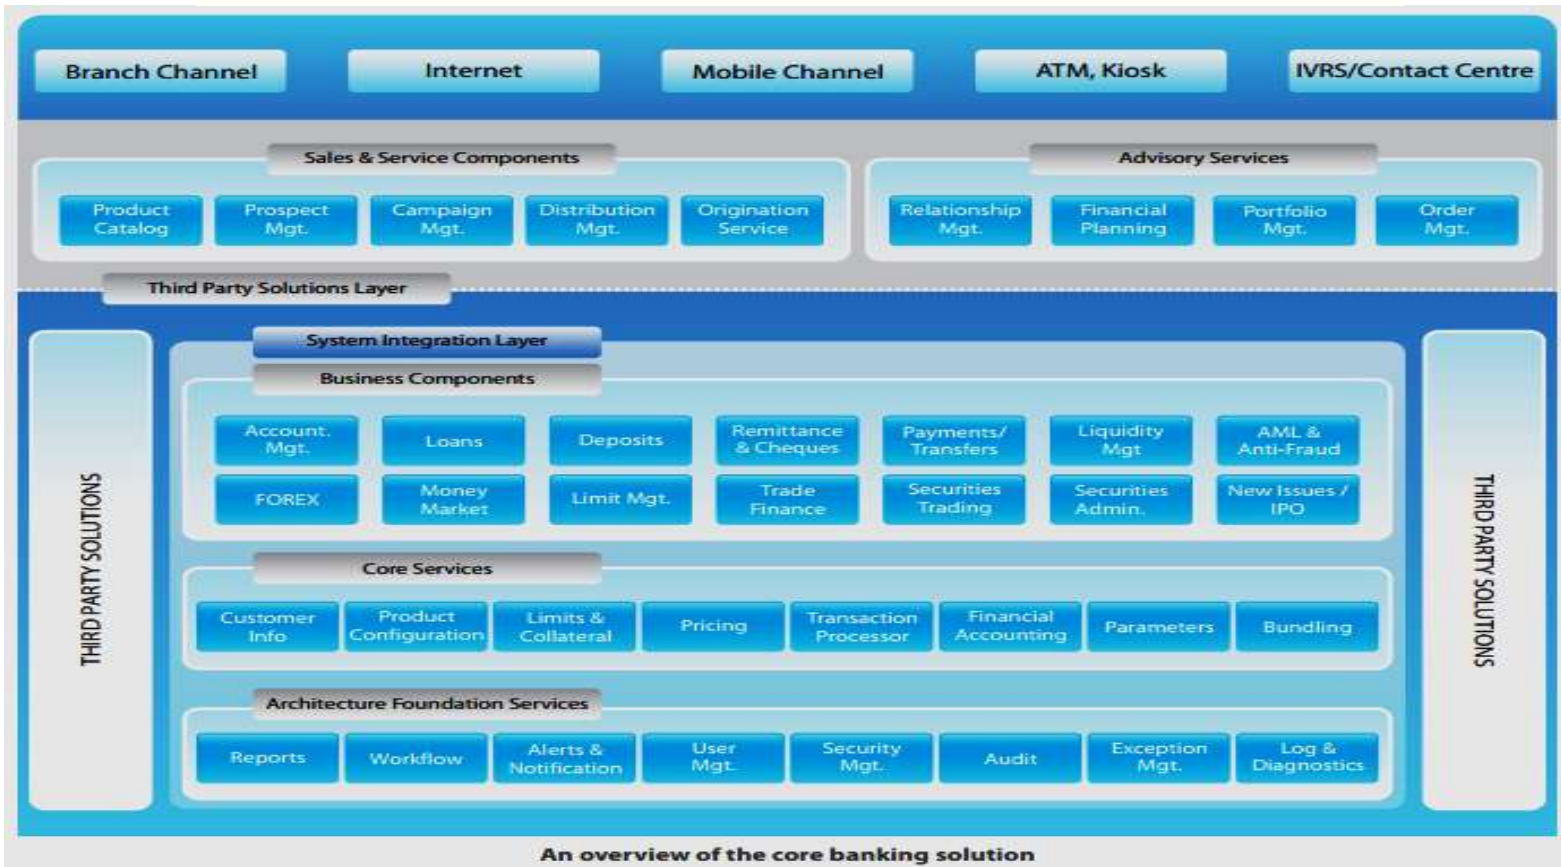 Branch Channel
Internet
Mobile Channel
ATM, Kiosk
IVRS/Contact Centre
Sales & Service Components
Product
Catalog
Prospect
Mgt.
Campaign
Mgt.
Distribution
Mgt.
Origination
Service
Advisory Services
Relationship
Mgt.
Financial
Planning
Portfolio
Mgt.
Order
Mgt.
Third Party Solutions Layer
THIRD PARTY SOLUTIONS
System Integration Layer
Business Components
Account.
Mgt.
Loans
Deposits
Remittance
& Cheques
Payments/
Transfers
Liquidity
Mgt
AML &
Anti-Fraud
FOREX
Money
Market
Limit Mgt.
Trade
Finance
Securities
Trading
Securities
Admin.
New Issues /
IPO
Core Services
Customer
Info
Product
Configuration
Limits &
Collateral
Pricing
Transaction
Processor
Financial
Accounting
Parameters
Bundling
Architecture Foundation Services
Reports
Workflow
Alerts &
Notification
User
Mgt.
Security
Mgt.
Audit
Exception
Mgt.
Log &
Diagnostics
THIRD PARTY SOLUTIONS
An overview of the core banking solution